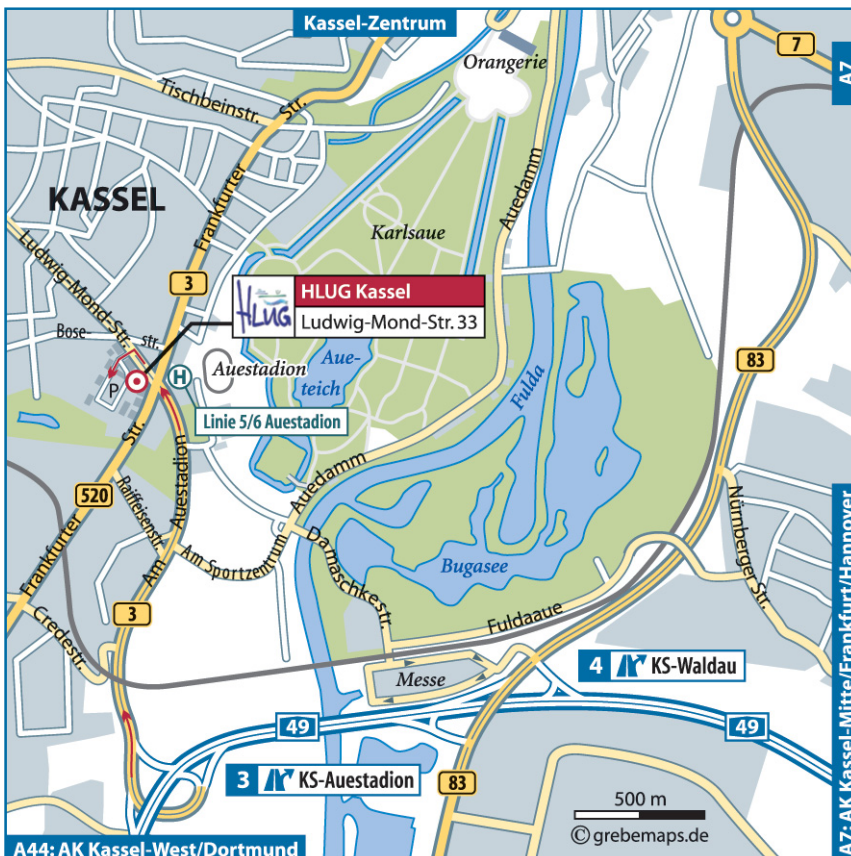 Kassel-Zentrum
Orangerie
7
A7
Tischbeinstr.
Frankfurter
Str.
KASSEL
Karlsaue
Auedamm
Ludwig-Mond-Str.
3
HLUG
HLUG Kassel
Ludwig-Mond-Str. 33
Bose-
str.
83
P
H
Auestadion
Aue-
teich
Fulda
Linie 5/6 Auestadion
Frankfurter
Str.
520
Raiffeisenstr.
Am
Auestadion
Auedamm
Am Sportzentrum
Damaschkestr.
Bugasee
Nürnberger Str.
3
Credestr.
Fuldaaue
Messe
4
KS-Waldau
49
49
3
KS-Auestadion
83
500 m
© grebemaps.de
A44: AK Kassel-West/Dortmund
A7: AK Kassel-Mitte/Frankfurt/Hannover